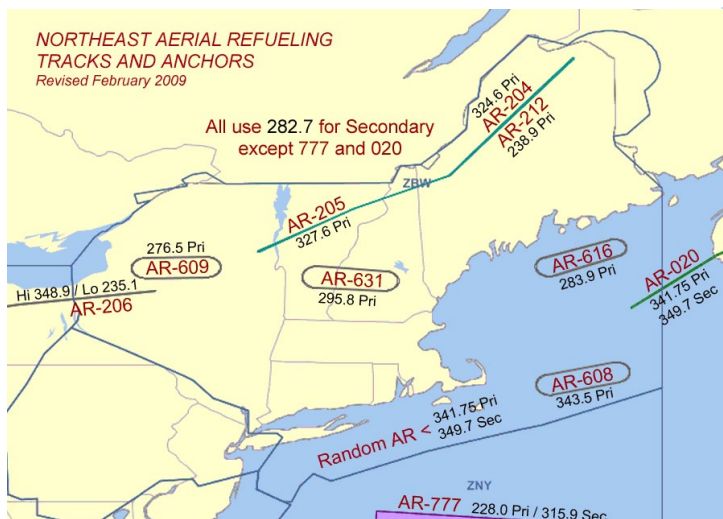 NORTHEAST AERIAL REFUELING
TRACKS AND ANCHORS
Revised February 2009
324.6 Pri
AR-204
AR-212
238.9 Pri
All use 282.7 for Secondary
except 777 and 020
ZBW
AR-205
327.6 Pri
276.5 Pri
AR-609
AR-631
295.8 Pri
AR-616
283.9 Pri
AR-020
341.75 Pri
349.7 Sec
Hi 348.9 / Lo 235.1
AR-206
AR-608
343.5 Pri
Random AR <
341.75 Pri
349.7 Sec
ZNY
AR-777 228.0 Pri / 315.9 Sec